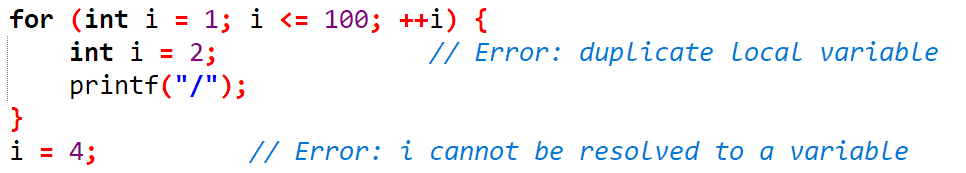 for (int i = 1; i <= 100; ++i) {
    int i = 2;              // Error: duplicate local variable
    printf("/");
}
i = 4;          // Error: i cannot be resolved to a variable